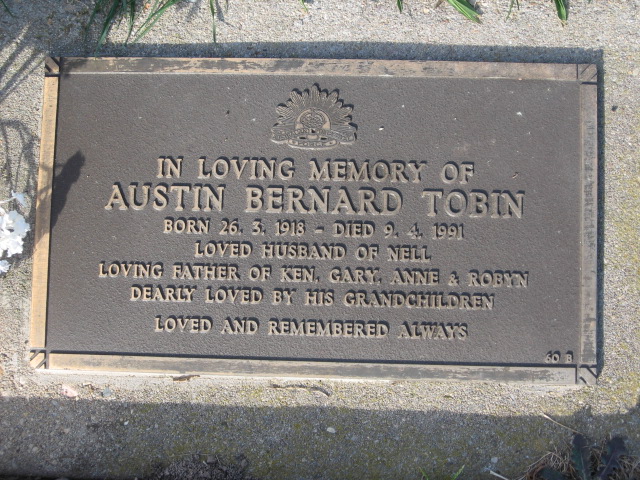 IN LOVING MEMORY OF
AUSTIN BERNARD TOBIN
BORN 26. 3. 1918 - DIED 9. 4. 1991
LOVED HUSBAND OF NELL
LOVING FATHER OF KEN, GARY, ANNE & ROBYN
DEARLY LOVED BY HIS GRANDCHILDREN
LOVED AND REMEMBERED ALWAYS
60 B